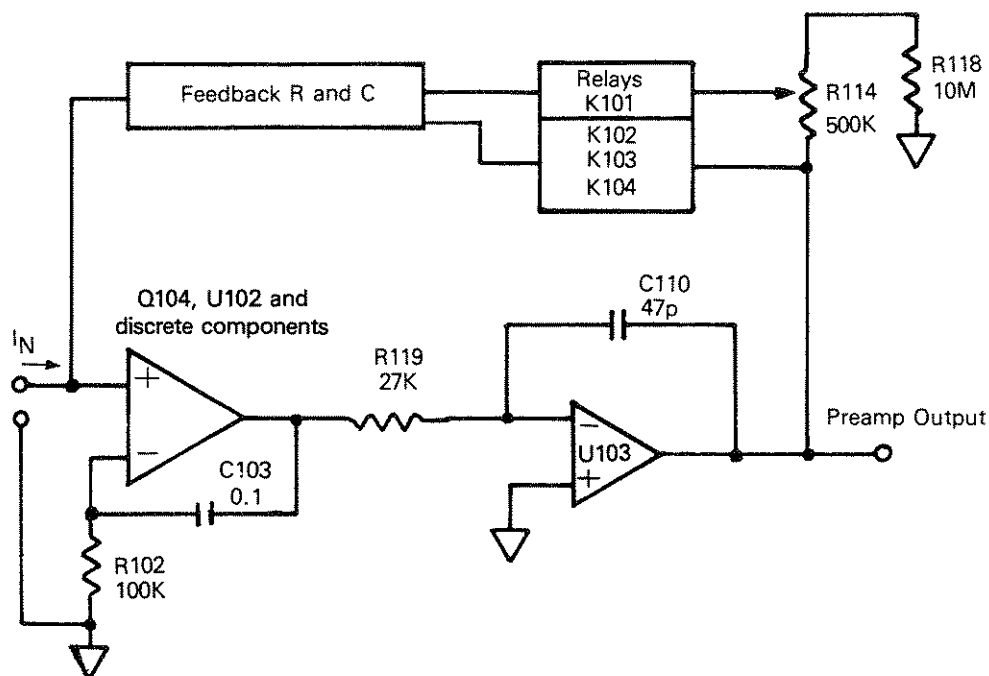 Feedback R and C
Relays
K101
K102
K103
K104
R114
500K
R118
10M
Q104, U102 and
discrete components
IN
+
−
C103
0.1
R102
100K
R119
27K
C110
47p
−
U103
+
Preamp Output